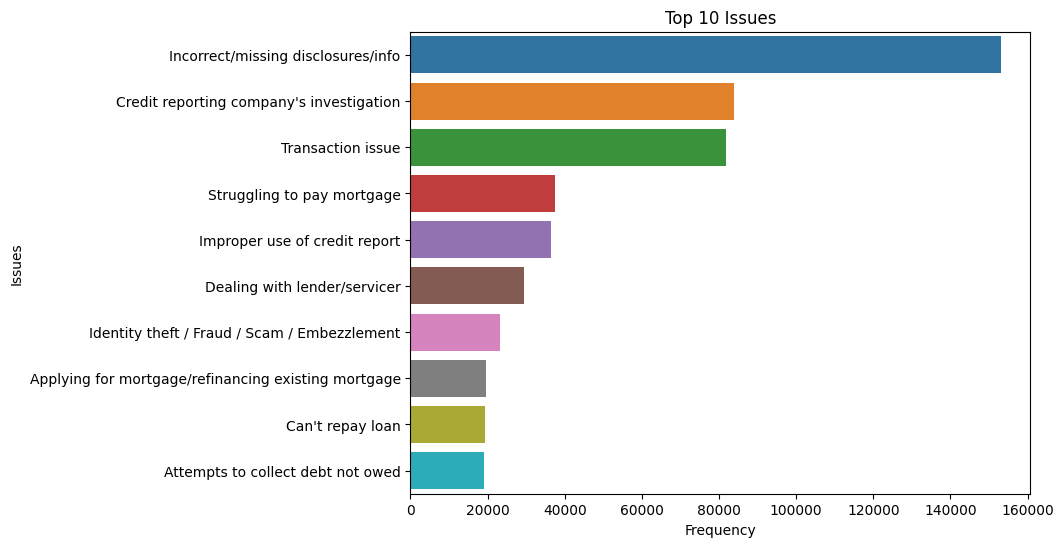 Top 10 Issues
Incorrect/missing disclosures/info
Credit reporting company's investigation
Transaction issue
Struggling to pay mortgage
Improper use of credit report
Dealing with lender/servicer
Identity theft / Fraud / Scam / Embezzlement
Applying for mortgage/refinancing existing mortgage
Can't repay loan
Attempts to collect debt not owed
Issues
0 20000 40000 60000 80000 100000 120000 140000 160000
Frequency